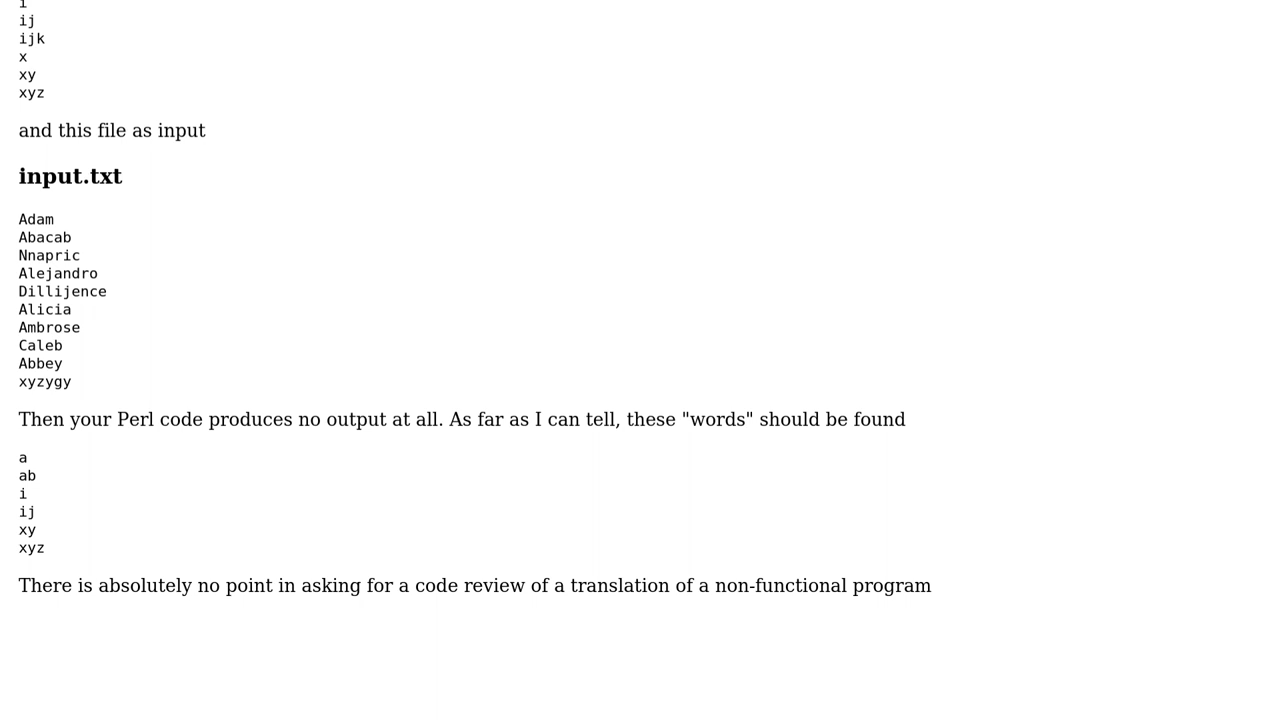 i
ij
ijk
x
xy
xyz
and this file as input
input.txt
Adam
Abacab
Nnapric
Alejandro
Dillijence
Alicia
Ambrose
Caleb
Abbey
xyzygy
Then your Perl code produces no output at all. As far as I can tell, these "words" should be found
a
ab
i
ij
xy
xyz
There is absolutely no point in asking for a code review of a translation of a non-functional program